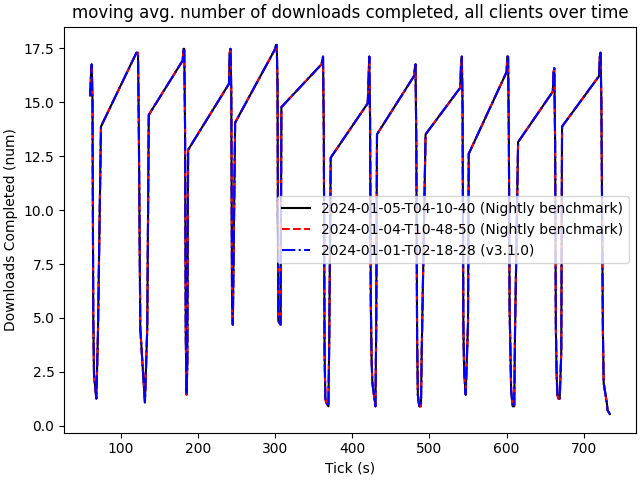 moving avg. number of downloads completed, all clients over time
Downloads Completed (num)
17.5
15.0
12.5
10.0
7.5
5.0
2.5
0.0
2024-01-05-T04-10-40 (Nightly benchmark)
2024-01-04-T10-48-50 (Nightly benchmark)
2024-01-01-T02-18-28 (v3.1.0)
100 200 300 400 500 600 700
Tick (s)